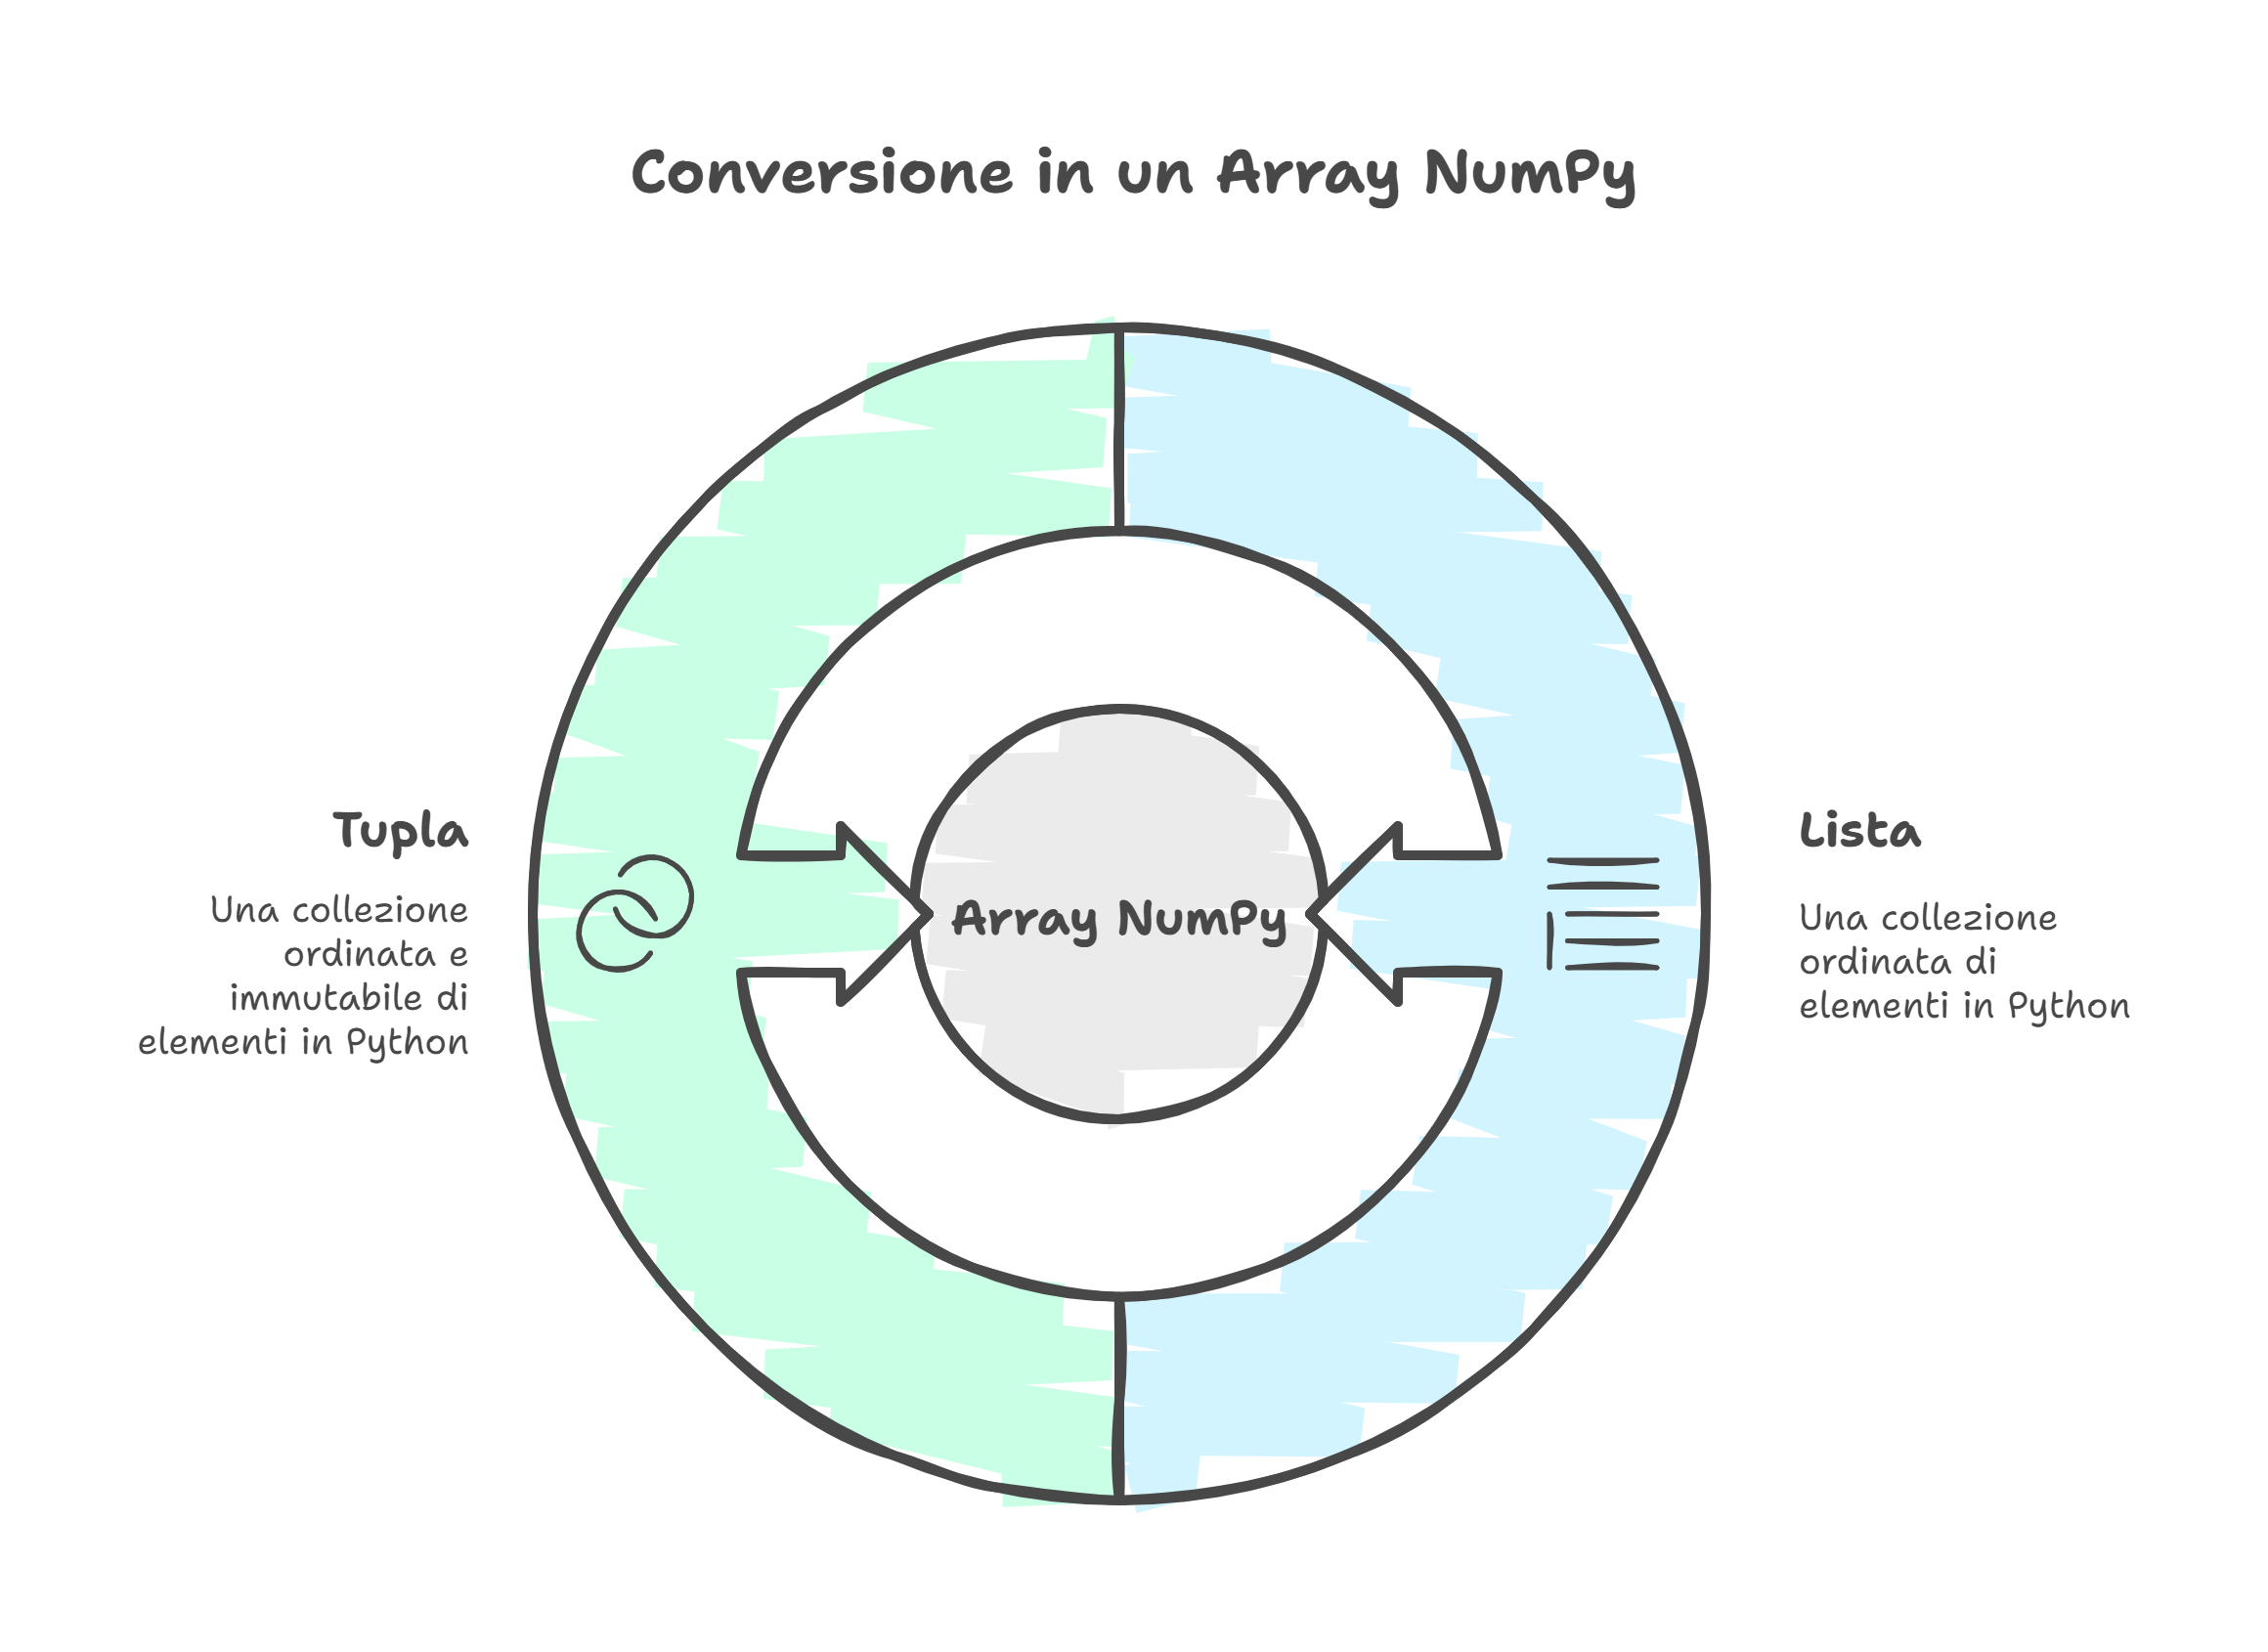 Conversione in un Array NumPy
Tupla
Una collezione
ordinata e
immutabile di
elementi in Python
Array NumPy
Lista
Una collezione
ordinata di
elementi in Python